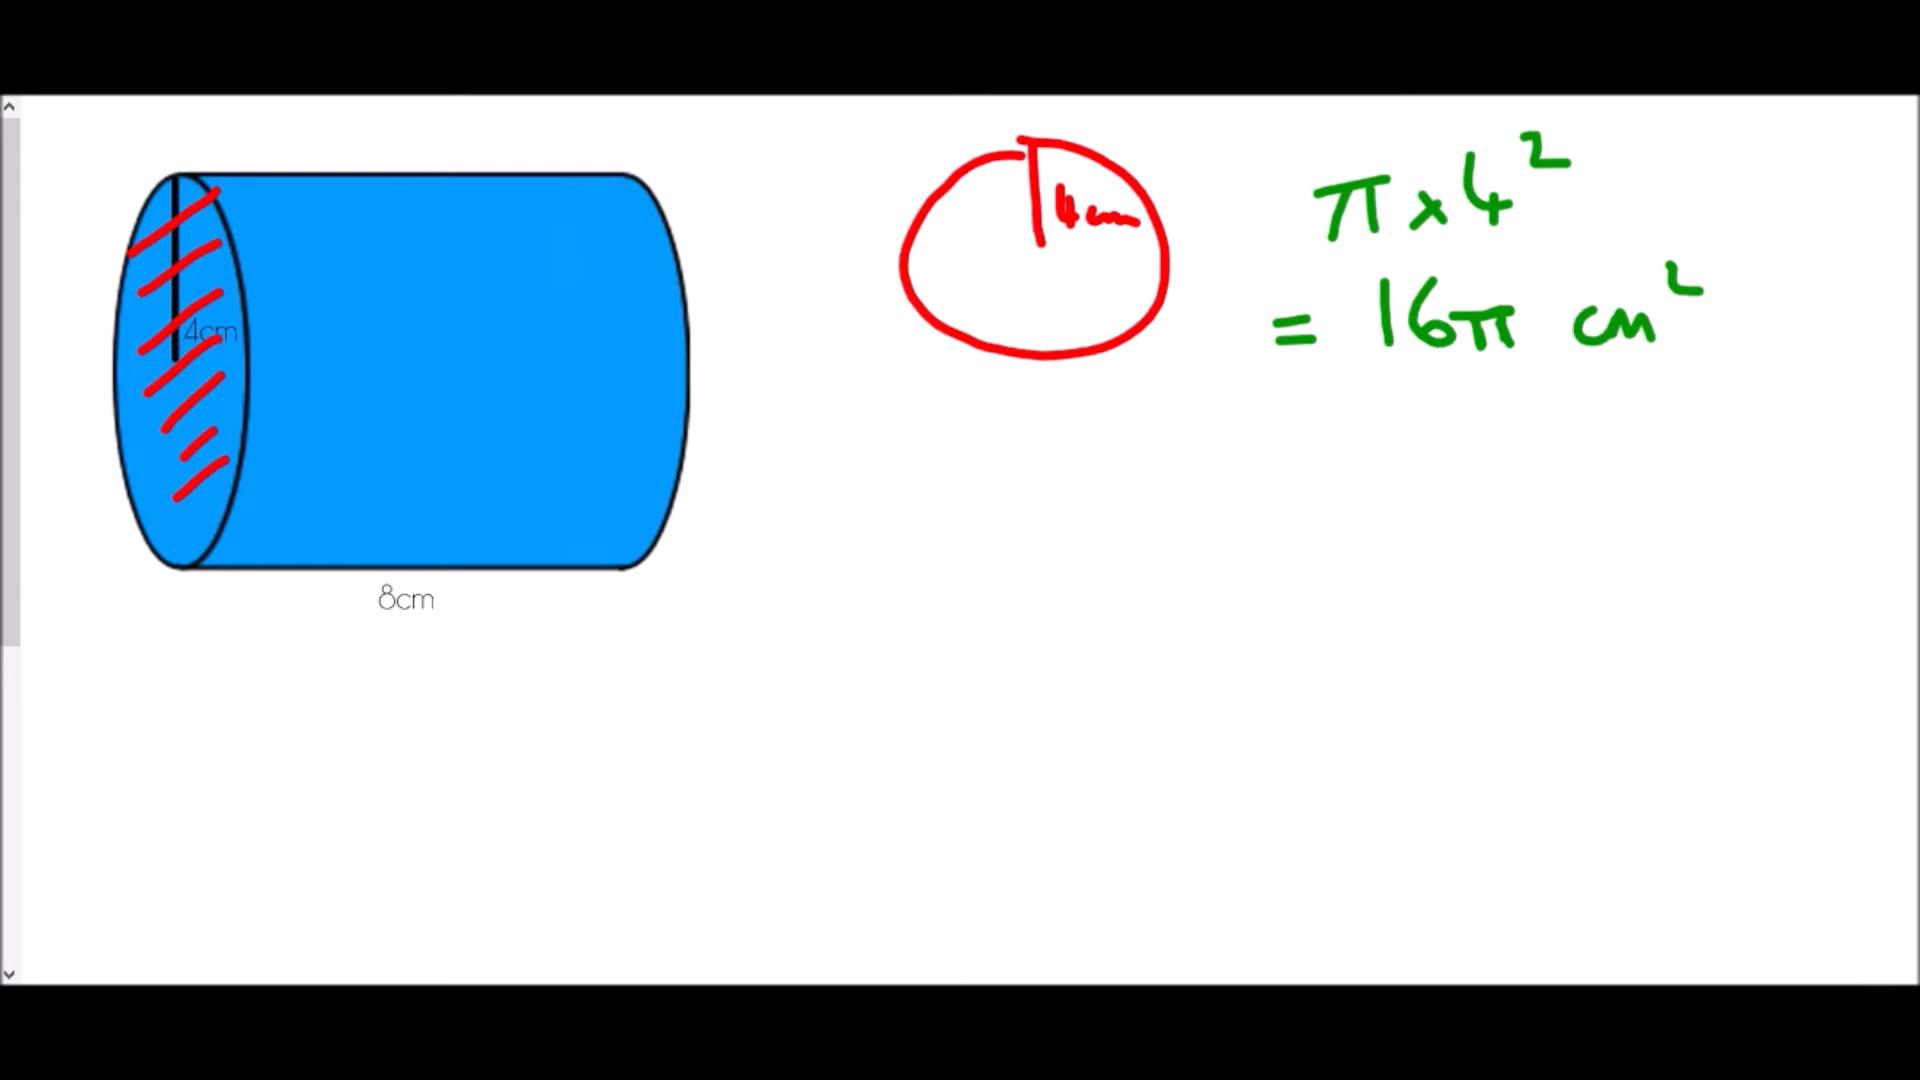 4cm
8cm
4cm
π × 4²
= 16π cm²